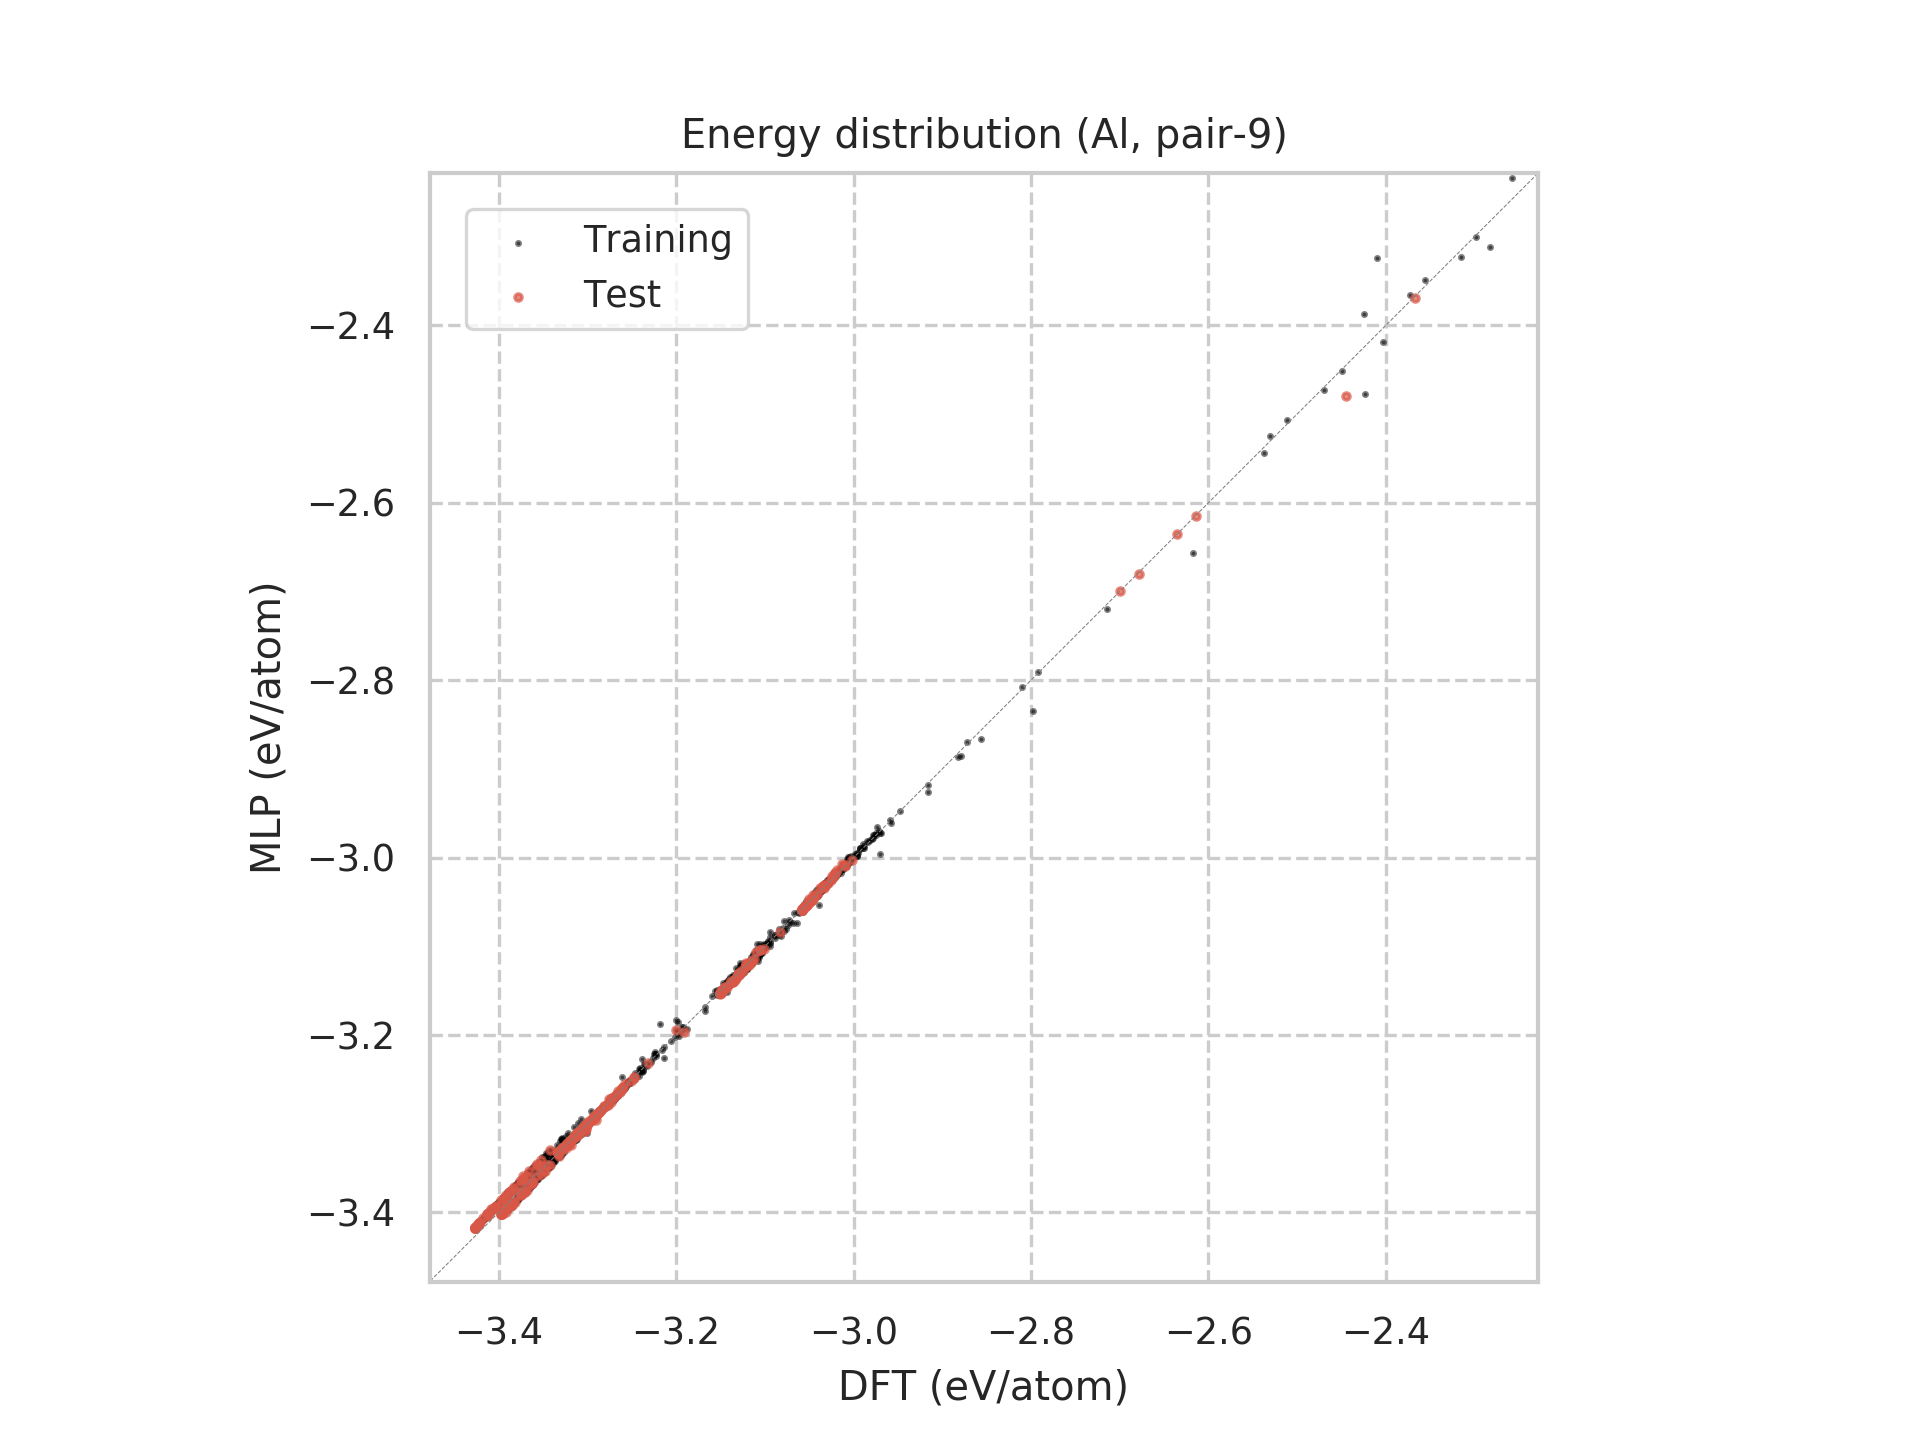 Energy distribution (Al, pair-9)
Training
Test
−2.4
−2.6
−2.8
−3.0
−3.2
−3.4
MLP (eV/atom)
−3.4 −3.2 −3.0 −2.8 −2.6 −2.4
DFT (eV/atom)